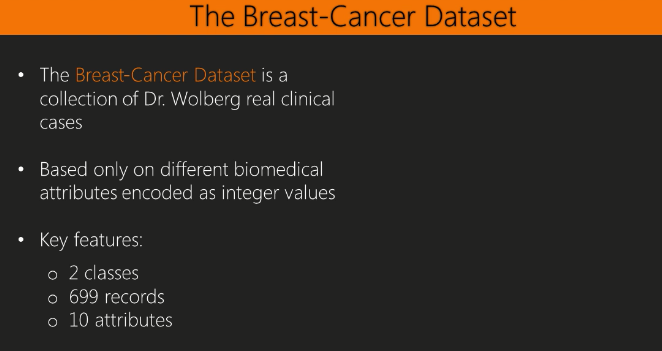 The Breast-Cancer Dataset
• The Breast-Cancer Dataset is a
collection of Dr. Wolberg real clinical
cases
• Based only on different biomedical
attributes encoded as integer values
• Key features:
o 2 classes
o 699 records
o 10 attributes